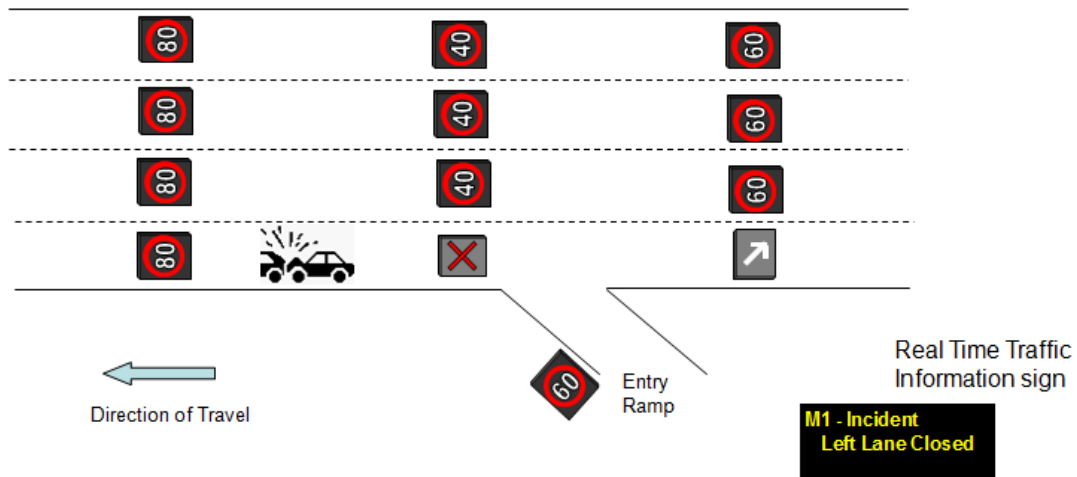 80
40
60
80
40
60
80
40
60
80
60
Entry
Ramp
Direction of Travel
Real Time Traffic
Information sign
M1 - Incident
Left Lane Closed